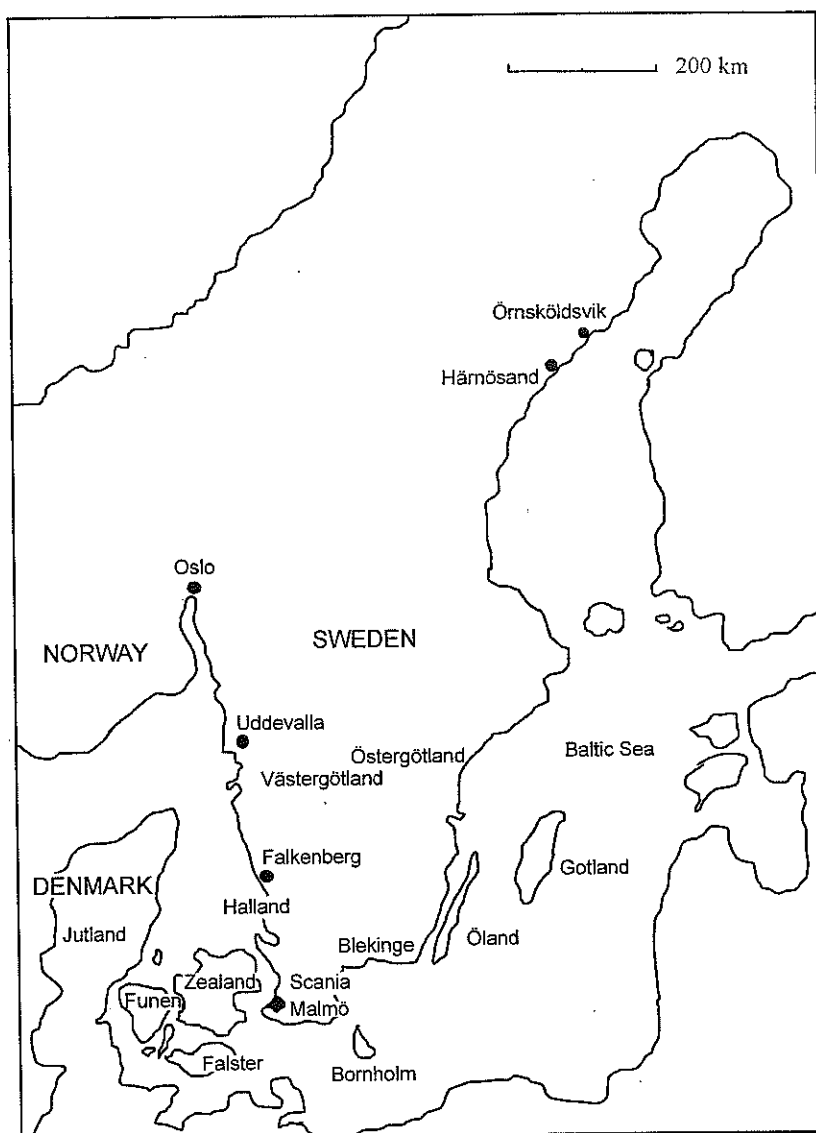 200 km
Örnsköldsvik
Härnösand
Oslo
NORWAY
SWEDEN
Uddevalla
Östergötland
Baltic Sea
Västergötland
Falkenberg
Gotland
DENMARK
Halland
Jutland
Blekinge
Öland
Zealand
Scania
Funen
Malmö
Falster
Bornholm